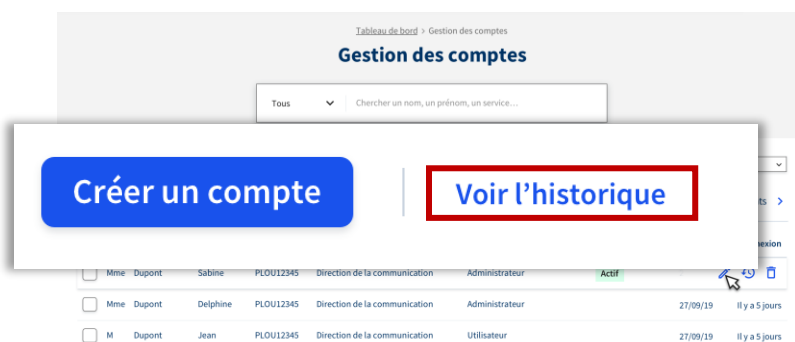 Tableau de bord > Gestion des comptes
Gestion des comptes
Tous Chercher un nom, un prénom, un service...
Créer un compte Voir l'historique
ts >
nexion
Mme Dupont Sabine PLOU12345 Direction de la communication Administrateur Actif
Mme Dupont Delphine PLOU12345 Direction de la communication Administrateur 27/09/19 Il y a 5 jours
M Dupont Jean PLOU12345 Direction de la communication Utilisateur 27/09/19 Il y a 5 jours